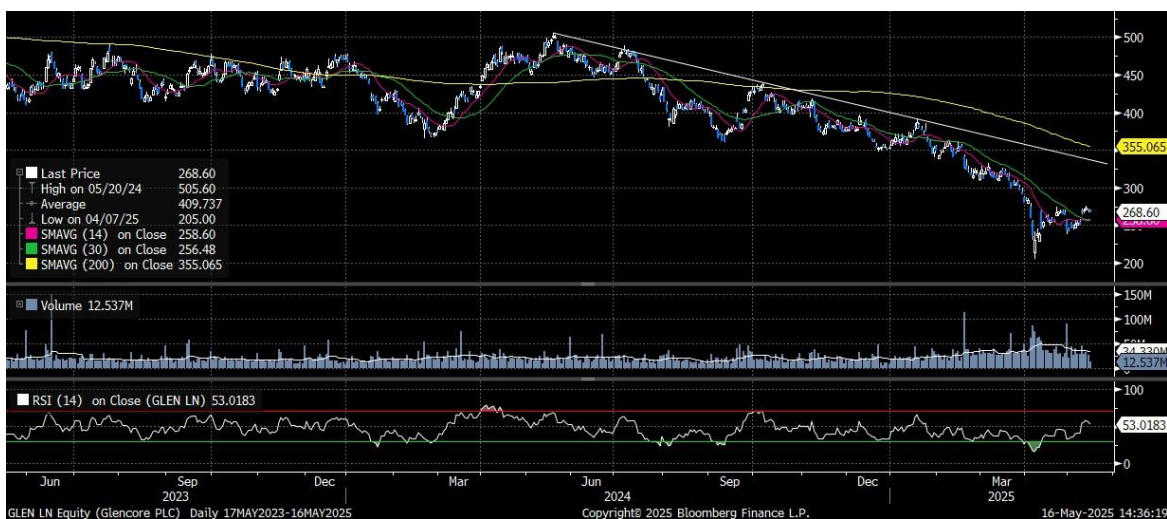 500
450
400
355.065
300
268.60
200
Last Price 268.60
High on 05/20/24 505.60
Average 409.737
Low on 04/07/25 205.00
SMAVG (14) on Close 258.60
SMAVG (30) on Close 256.48
SMAVG (200) on Close 355.065
Volume 12.537M
150M
100M
12.537M
RSI (14) on Close (GLEN LN) 53.0183
100
53.0183
0
Jun Sep Dec Mar Jun Sep Dec Mar
2023 2024 2025
GLEN LN Equity (Glencore PLC) Daily 17MAY2023-16MAY2025 Copyright© 2025 Bloomberg Finance L.P. 16-May-2025 14:36:19